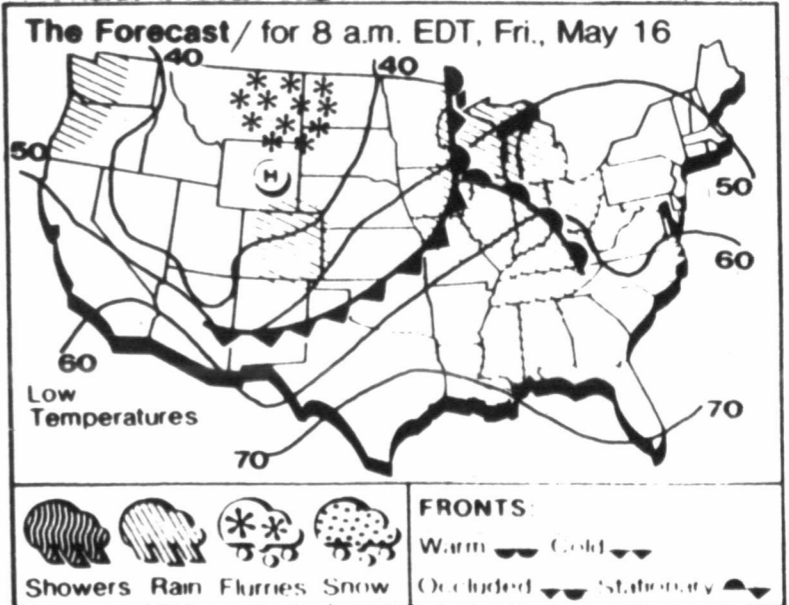 The Forecast / for 8 a.m. EDT, Fri., May 16
40
40
50
H
50
60
60
Low
Temperatures
70
70
FRONTS:
Warm Cold
Showers Rain Flurries Snow
Occluded Stationary